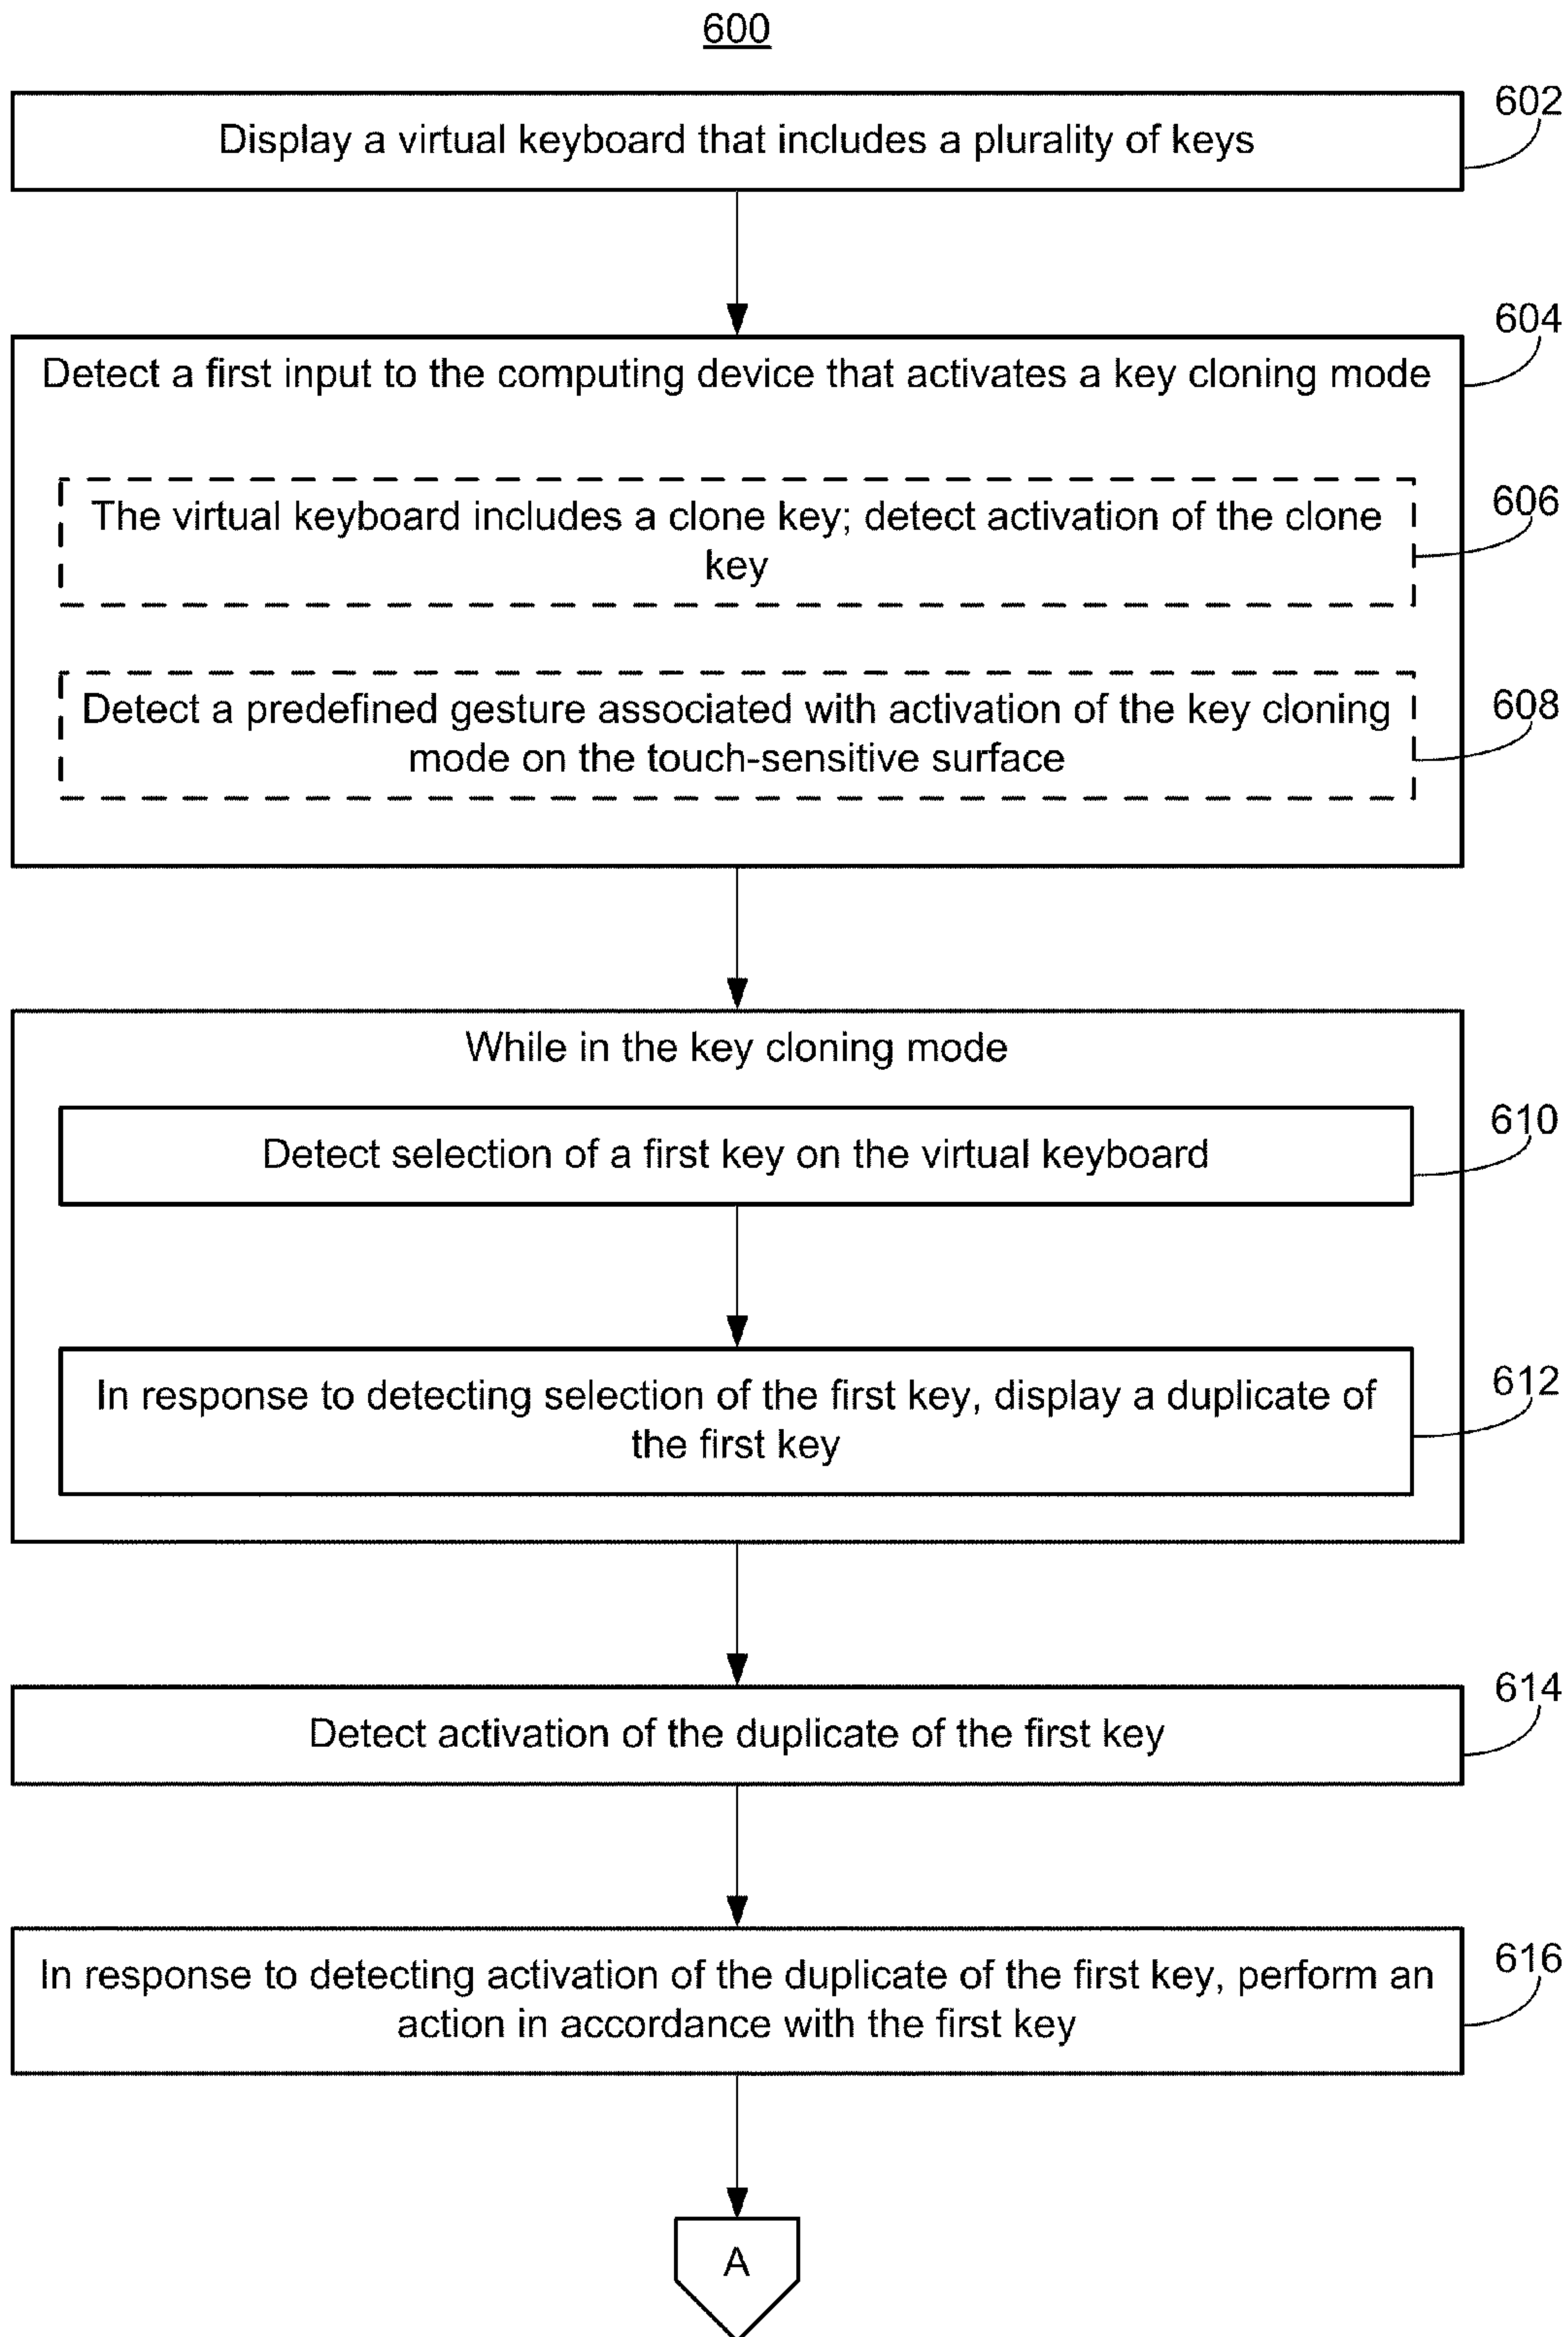 600
602
Display a virtual keyboard that includes a plurality of keys
604
Detect a first input to the computing device that activates a key cloning mode
606
The virtual keyboard includes a clone key; detect activation of the clone
key
608
Detect a predefined gesture associated with activation of the key cloning
mode on the touch-sensitive surface
While in the key cloning mode
610
Detect selection of a first key on the virtual keyboard
612
In response to detecting selection of the first key, display a duplicate of
the first key
614
Detect activation of the duplicate of the first key
616
In response to detecting activation of the duplicate of the first key, perform an
action in accordance with the first key
A